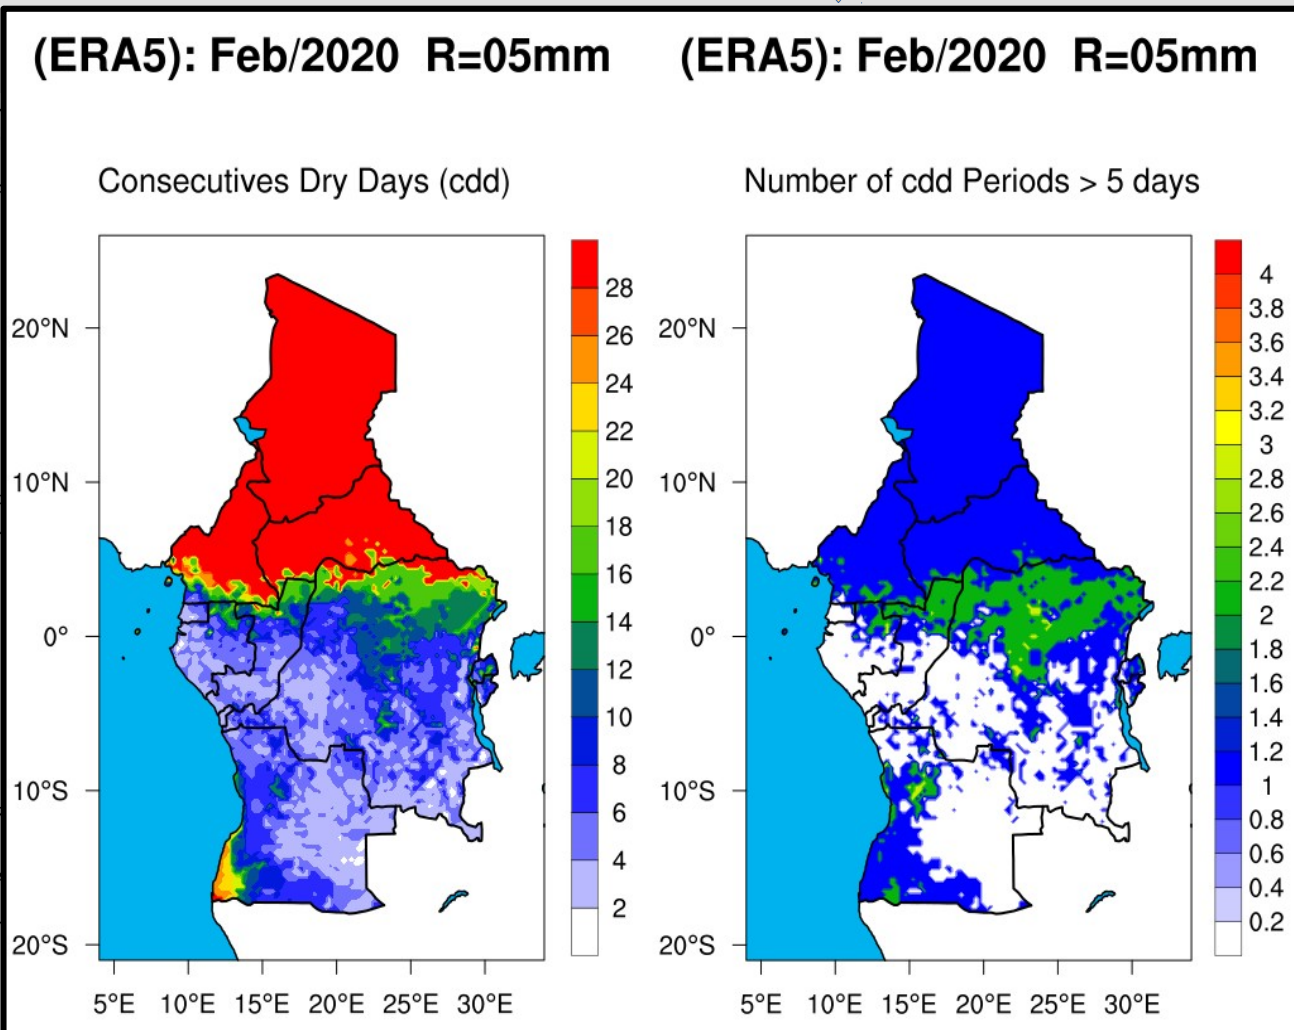 (ERA5): Feb/2020 R=05mm
Consecutives Dry Days (cdd)
20°N
10°N
0°
10°S
20°S
5°E 10°E 15°E 20°E 25°E 30°E
28
26
24
22
20
18
16
14
12
10
8
6
4
2
(ERA5): Feb/2020 R=05mm
Number of cdd Periods > 5 days
20°N
10°N
0°
10°S
20°S
5°E 10°E 15°E 20°E 25°E 30°E
4
3.8
3.6
3.4
3.2
3
2.8
2.6
2.4
2.2
2
1.8
1.6
1.4
1.2
1
0.8
0.6
0.4
0.2